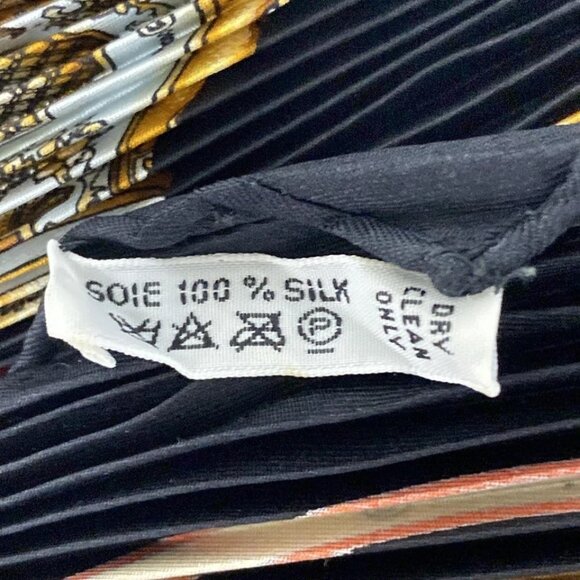 SOIE 100 % SILK
P
DRY
CLEAN
ONLY